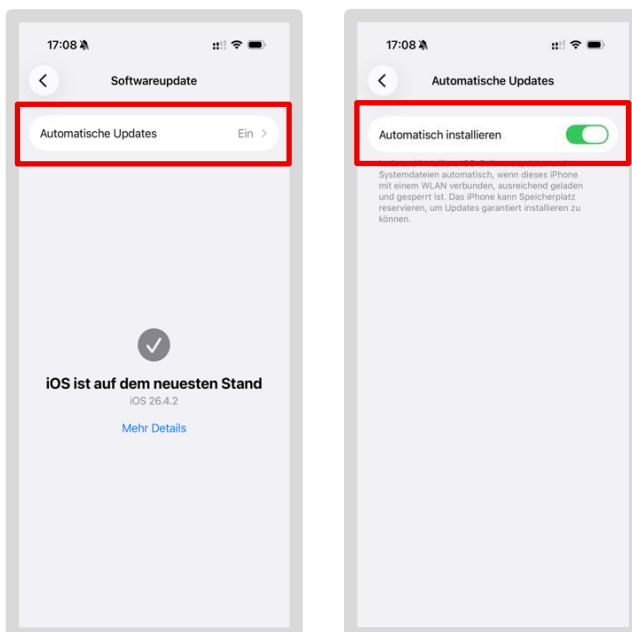 17:08
Softwareupdate
Automatische Updates Ein
iOS ist auf dem neuesten Stand
iOS 26.4.2
Mehr Details
17:08
Automatische Updates
Automatisch installieren
Systemdateien automatisch, wenn dieses iPhone
mit einem WLAN verbunden, ausreichend geladen
und gesperrt ist. Das iPhone kann Speicherplatz
reservieren, um Updates garantiert installieren zu
können.